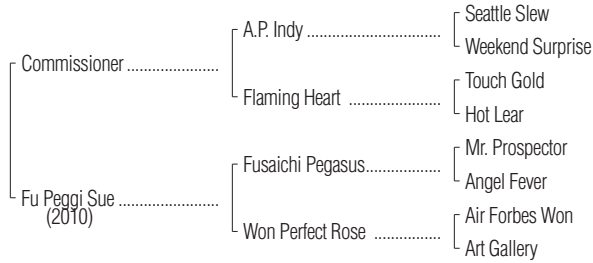 Seattle Slew
A.P. Indy ................................
Weekend Surprise
Commissioner ......................
Touch Gold
Flaming Heart ......................
Hot Lear
Mr. Prospector
Fusaichi Pegasus..................
Angel Fever
Fu Peggi Sue ........................
(2010)
Air Forbes Won
Won Perfect Rose ................
Art Gallery